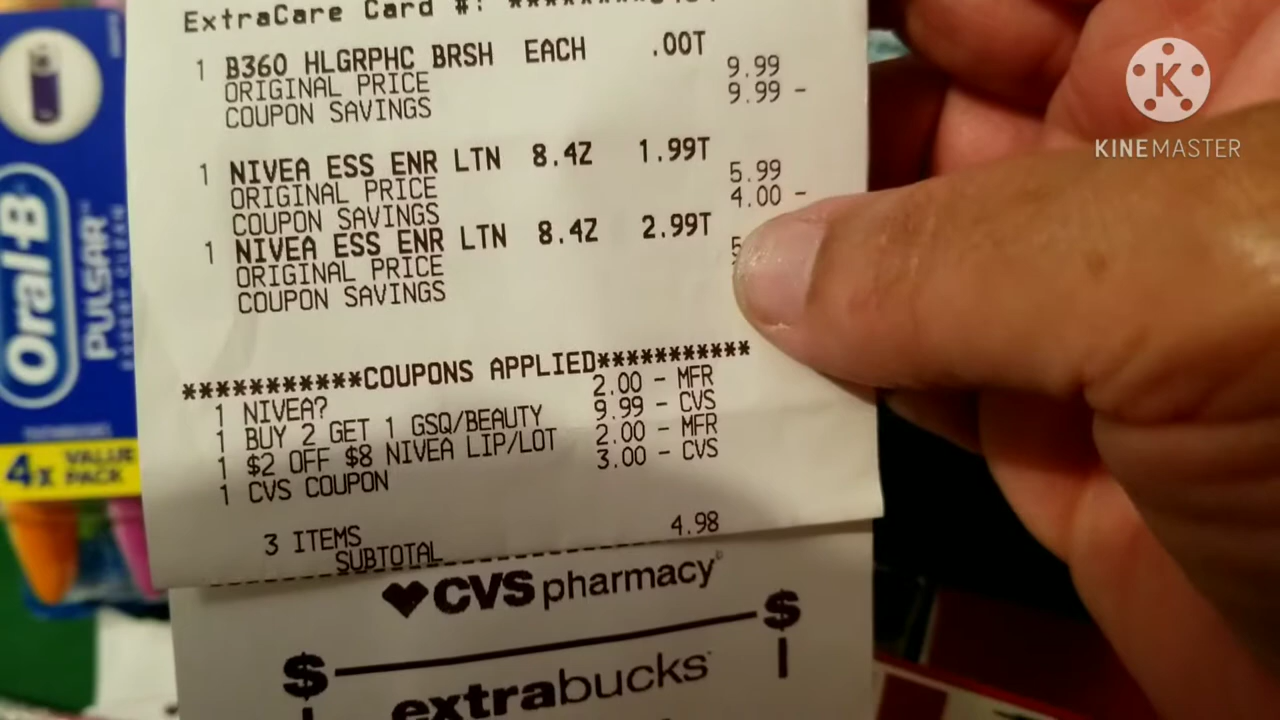 ExtraCare Card #:
1 B360 HLGRPHC BRSH EACH .00T
ORIGINAL PRICE 9.99
COUPON SAVINGS 9.99 -
1 NIVEA ESS ENR LTN 8.4Z 1.99T
ORIGINAL PRICE 5.99
COUPON SAVINGS 4.00 -
1 NIVEA ESS ENR LTN 8.4Z 2.99T
ORIGINAL PRICE
COUPON SAVINGS
***********COUPONS APPLIED***********
1 NIVEA? 2.00 - MFR
1 BUY 2 GET 1 GSQ/BEAUTY 9.99 - CVS
1 $2 OFF $8 NIVEA LIP/LOT 2.00 - MFR
1 CVS COUPON 3.00 - CVS
3 ITEMS
SUBTOTAL 4.98
CVS pharmacy
$ $
extrabucks
Oral-B
PULSAR
4x VALUE PACK
K
KINEMASTER